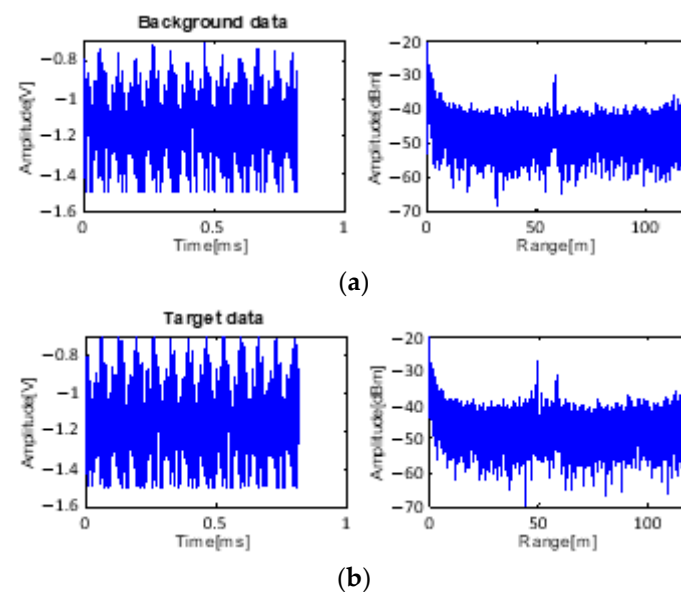 Background data
Amplitude[V]
−0.8
−1
−1.2
−1.4
−1.6
0
0.5
1
Time[ms]
Amplitude[dBm]
−20
−30
−40
−50
−60
−70
0
50
100
Range[m]
(a)
Target data
Amplitude[V]
−0.8
−1
−1.2
−1.4
−1.6
0
0.5
1
Time[ms]
Amplitude[dBm]
−20
−30
−40
−50
−60
−70
0
50
100
Range[m]
(b)